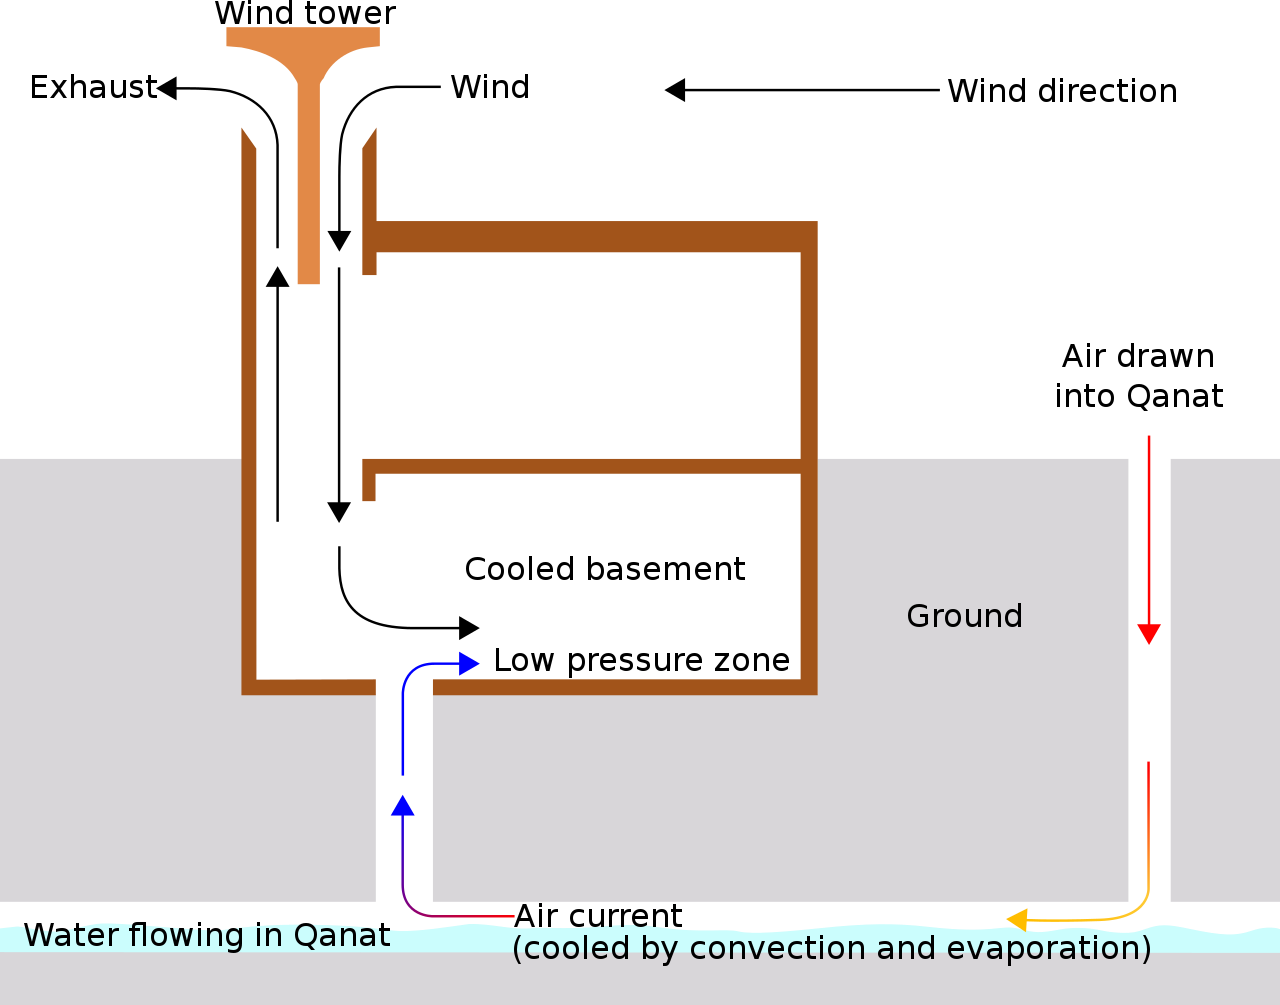 Wind tower
Exhaust
Wind
Wind direction
Air drawn
into Qanat
Cooled basement
Ground
Low pressure zone
Air current
Water flowing in Qanat
(cooled by convection and evaporation)